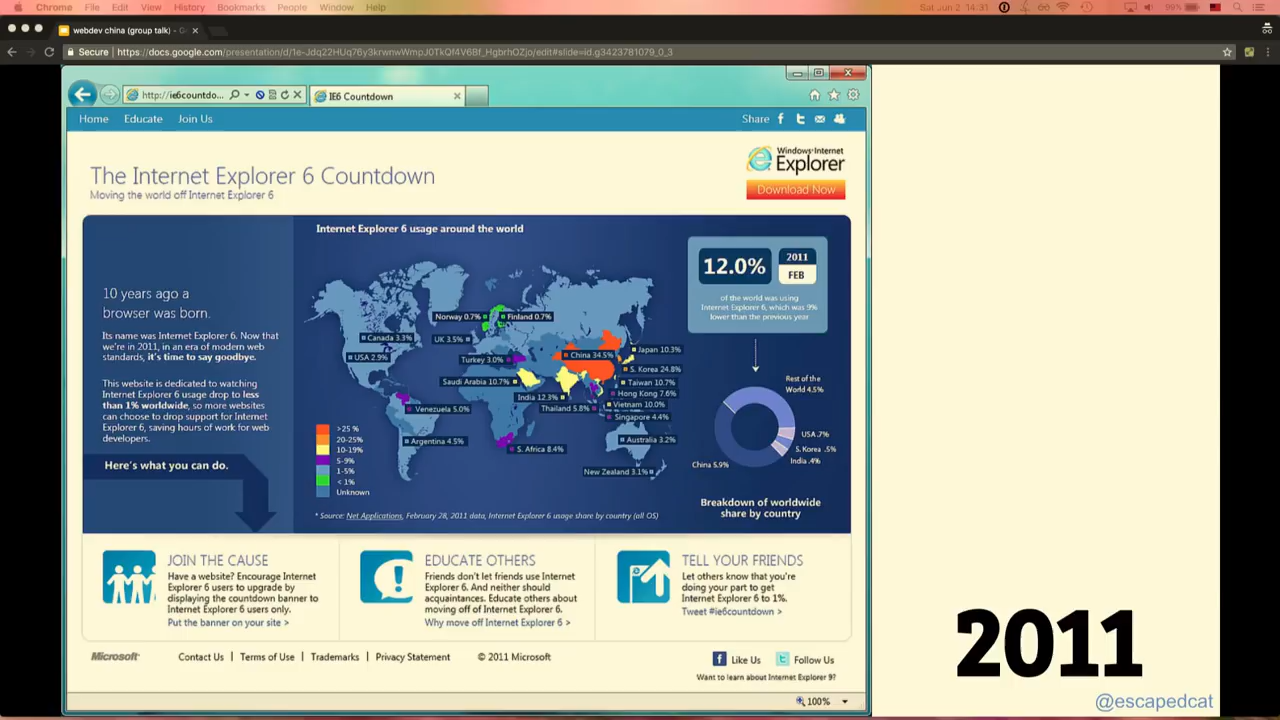 Chrome File Edit View History Bookmarks People Window Help
Sat Jun 2 14:31
99%
webdev china (group talk) - G
Secure https://docs.google.com/presentation/d/1e-Jdq22HUq76y3krwnwWmpJ0TkQf4V6Bf_HgbrhOZjo/edit#slide=id.g3423781079_0_3
http://ie6countdo...
IE6 Countdown
Home Educate Join Us
Share
The Internet Explorer 6 Countdown
Moving the world off Internet Explorer 6
Windows Internet
Explorer
Download Now
10 years ago a
browser was born.
Its name was Internet Explorer 6. Now that
we're in 2011, in an era of modern web
standards, it's time to say goodbye.
This website is dedicated to watching
Internet Explorer 6 usage drop to less
than 1% worldwide, so more websites
can choose to drop support for Internet
Explorer 6, saving hours of work for web
developers.
Here's what you can do.
Internet Explorer 6 usage around the world
Norway 0.7%
Finland 0.7%
Canada 3.3%
UK 3.5%
USA 2.9%
Turkey 3.0%
China 34.5%
Japan 10.3%
S. Korea 24.8%
Saudi Arabia 10.7%
Taiwan 10.7%
India 12.3%
Hong Kong 7.6%
Vietnam 10.0%
Thailand 5.8%
Singapore 4.4%
Venezuela 5.0%
Argentina 4.5%
S. Africa 8.4%
Australia 3.2%
New Zealand 3.1%
>25 %
20-25%
10-19%
5-9%
1-5%
< 1%
Unknown
* Source: Net Applications, February 28, 2011 data, Internet Explorer 6 usage share by country (all OS)
12.0%
2011
FEB
of the world was using
Internet Explorer 6, which was 9%
lower than the previous year
Rest of the
World 4.5%
USA .7%
S. Korea .5%
India .4%
China 5.9%
Breakdown of worldwide
share by country
JOIN THE CAUSE
Have a website? Encourage Internet
Explorer 6 users to upgrade by
displaying the countdown banner to
Internet Explorer 6 users only.
Put the banner on your site >
EDUCATE OTHERS
Friends don't let friends use Internet
Explorer 6. And neither should
acquaintances. Educate others about
moving off of Internet Explorer 6.
Why move off Internet Explorer 6 >
TELL YOUR FRIENDS
Let others know that you're
doing your part to get
Internet Explorer 6 to 1%.
Tweet #ie6countdown >
Microsoft
Contact Us | Terms of Use | Trademarks | Privacy Statement © 2011 Microsoft
Like Us
Follow Us
Want to learn about Internet Explorer 9?
100%
2011
@escapedcat